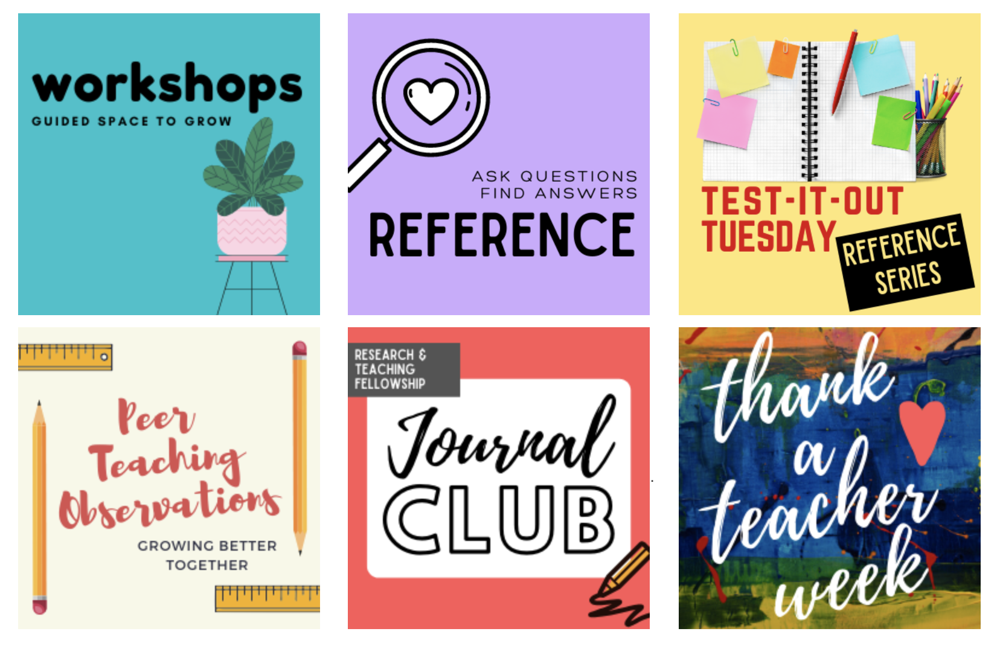 workshops
GUIDED SPACE TO GROW
ASK QUESTIONS
FIND ANSWERS
REFERENCE
TEST-IT-OUT
TUESDAY
REFERENCE
SERIES
Peer
Teaching
Observations
GROWING BETTER
TOGETHER
RESEARCH &
TEACHING
FELLOWSHIP
Journal
CLUB
.
thank
a
teacher
week